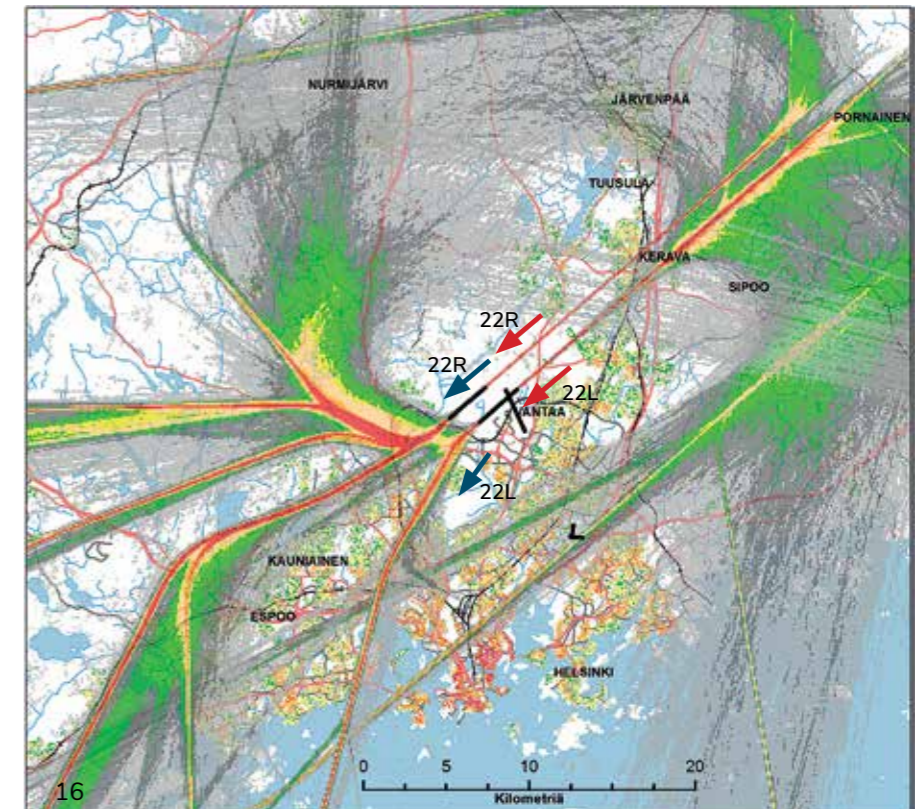 NURMIJÄRVI
JÄRVENPÄÄ
PORNAINEN
TUUSULA
KERAVA
SIPOO
22R
22R
22L
VANTAA
22L
KAUNIAINEN
ESPOO
HELSINKI
0 5 10 20
Kilometriä
16